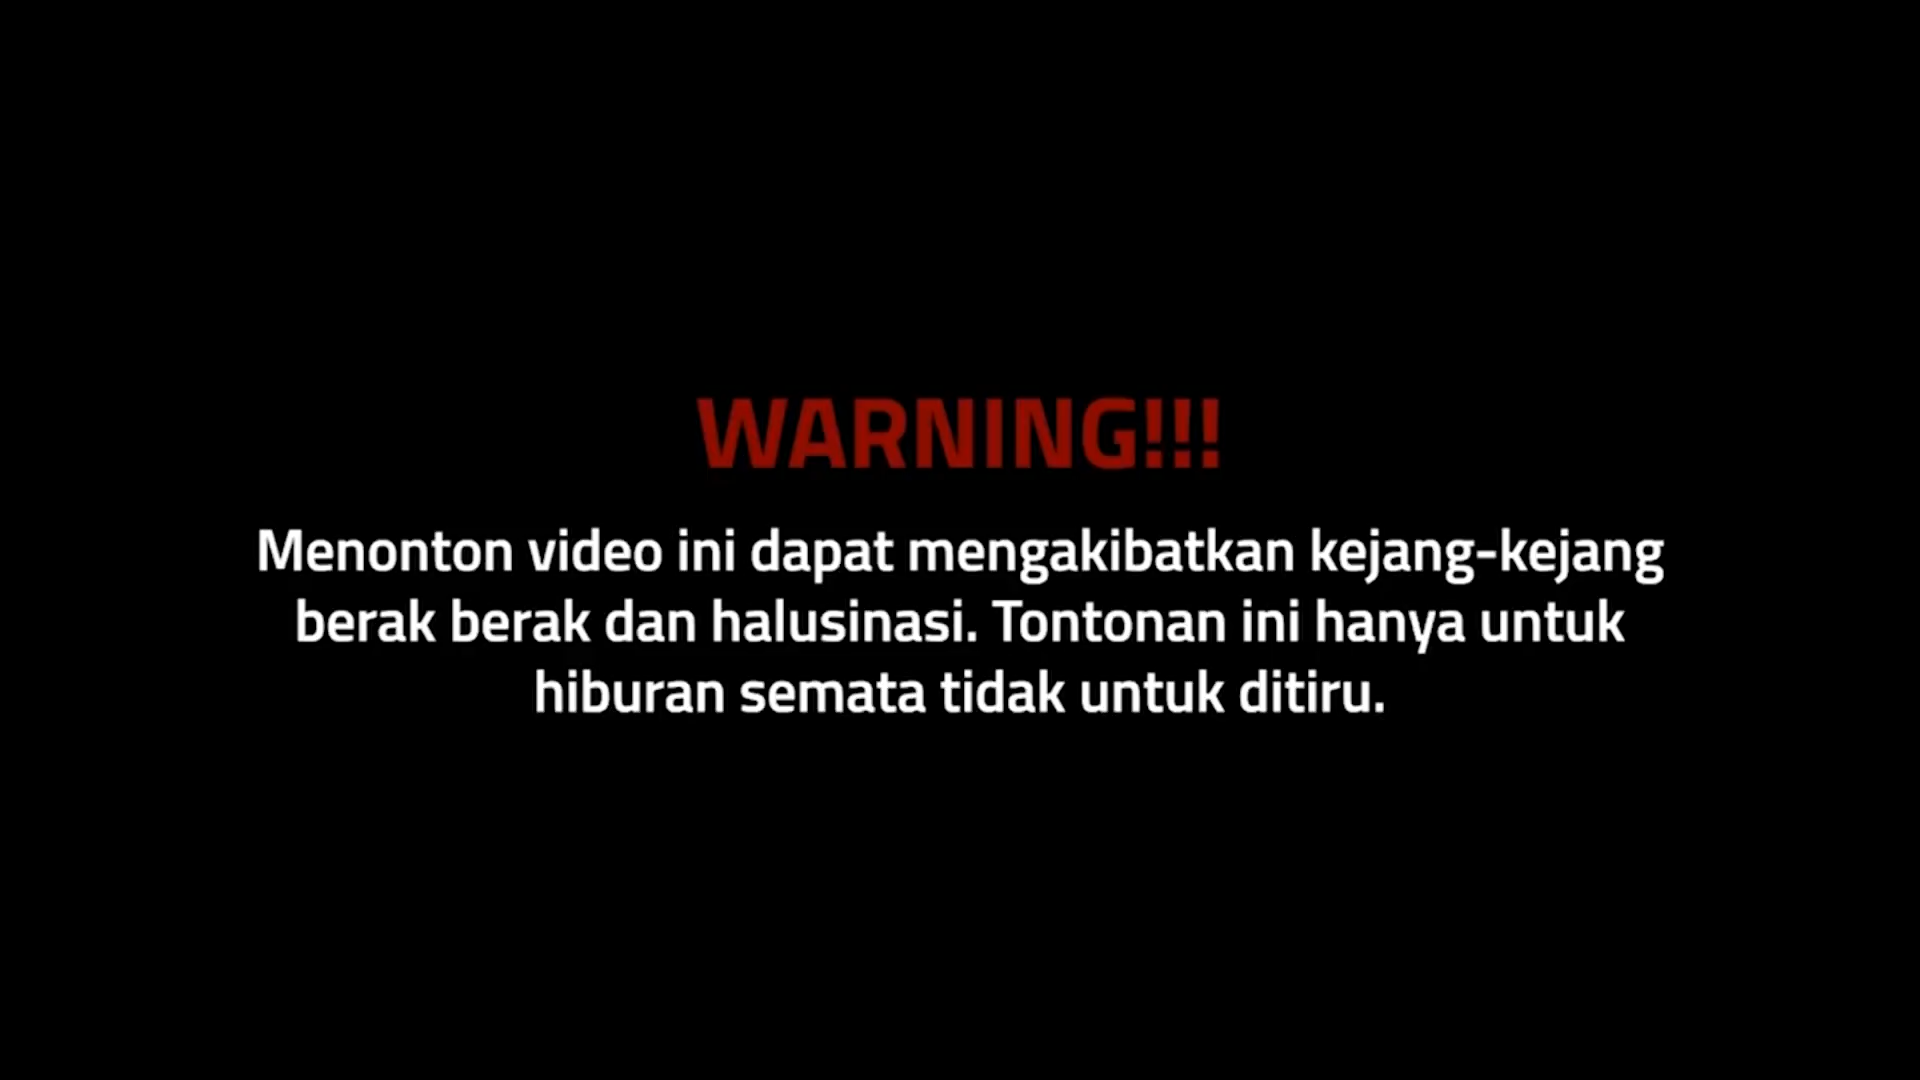 WARNING!!!
Menonton video ini dapat mengakibatkan kejang-kejang
berak berak dan halusinasi. Tontonan ini hanya untuk
hiburan semata tidak untuk ditiru.